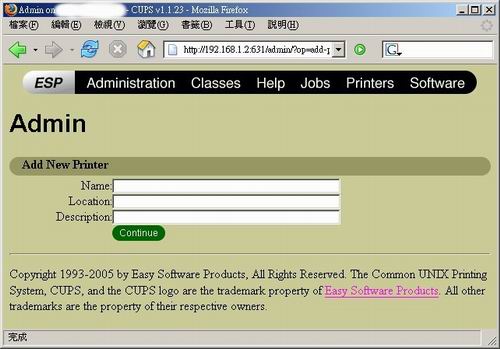 Admin on - CUPS v1.1.23 - Mozilla Firefox
檔案(F) 編輯(E) 檢視(V) 瀏覽(G) 書籤(B) 工具(T) 說明(H)
http://192.168.1.2:631/admin/?op=add-p
G
ESP Administration Classes Help Jobs Printers Software
Admin
Add New Printer
Name:
Location:
Description:
Continue
Copyright 1993-2005 by Easy Software Products, All Rights Reserved. The Common UNIX Printing
System, CUPS, and the CUPS logo are the trademark property of Easy Software Products. All other
trademarks are the property of their respective owners.
完成